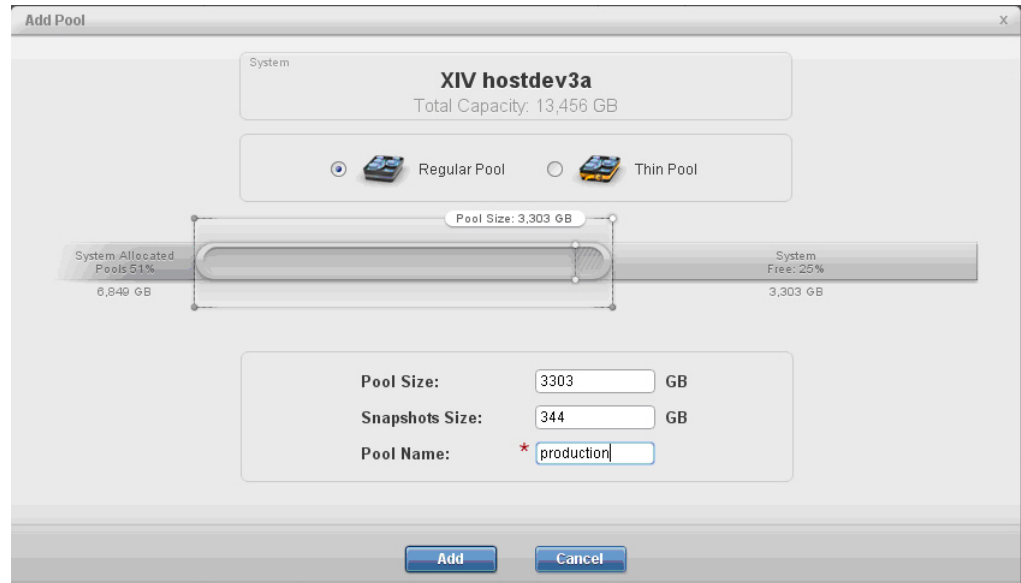 Add Pool
x
System
XIV hostdev3a
Total Capacity: 13,456 GB
Regular Pool
Thin Pool
Pool Size: 3,303 GB
System Allocated
Pools 51%
6,849 GB
System
Free: 25%
3,303 GB
Pool Size: 3303 GB
Snapshots Size: 344 GB
Pool Name: * production
Add
Cancel